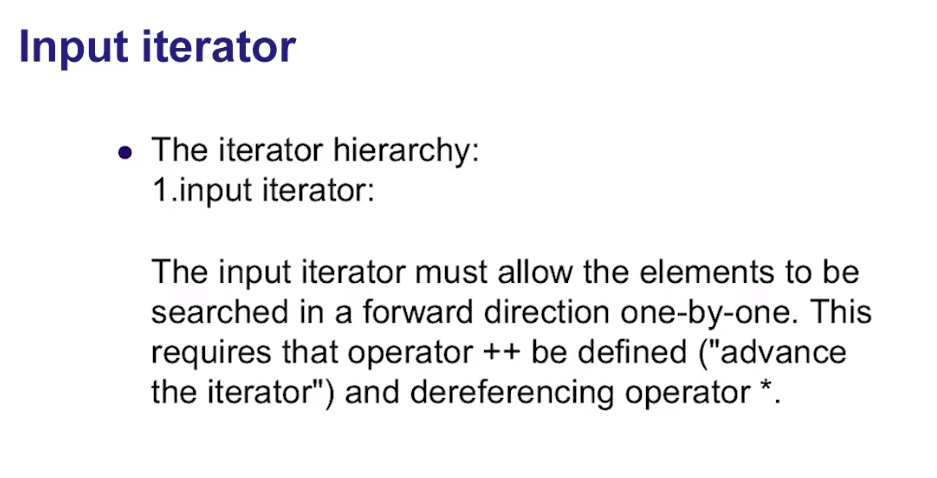 Input iterator
• The iterator hierarchy:
1.input iterator:
The input iterator must allow the elements to be
searched in a forward direction one-by-one. This
requires that operator ++ be defined ("advance
the iterator") and dereferencing operator *.